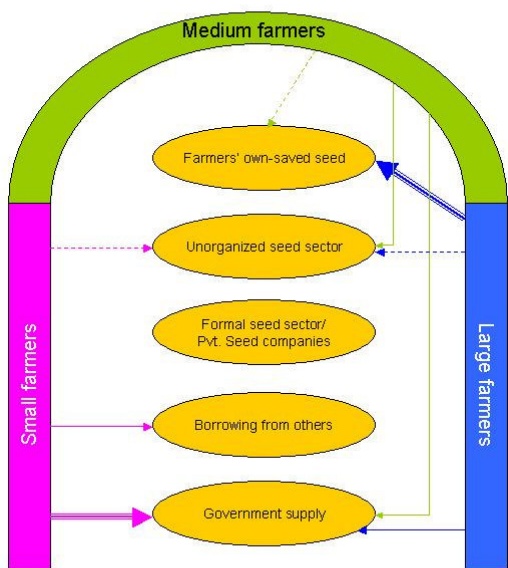 Medium farmers
Farmers' own-saved seed
Unorganized seed sector
Formal seed sector/
Pvt. Seed companies
Borrowing from others
Government supply
Small farmers
Large farmers